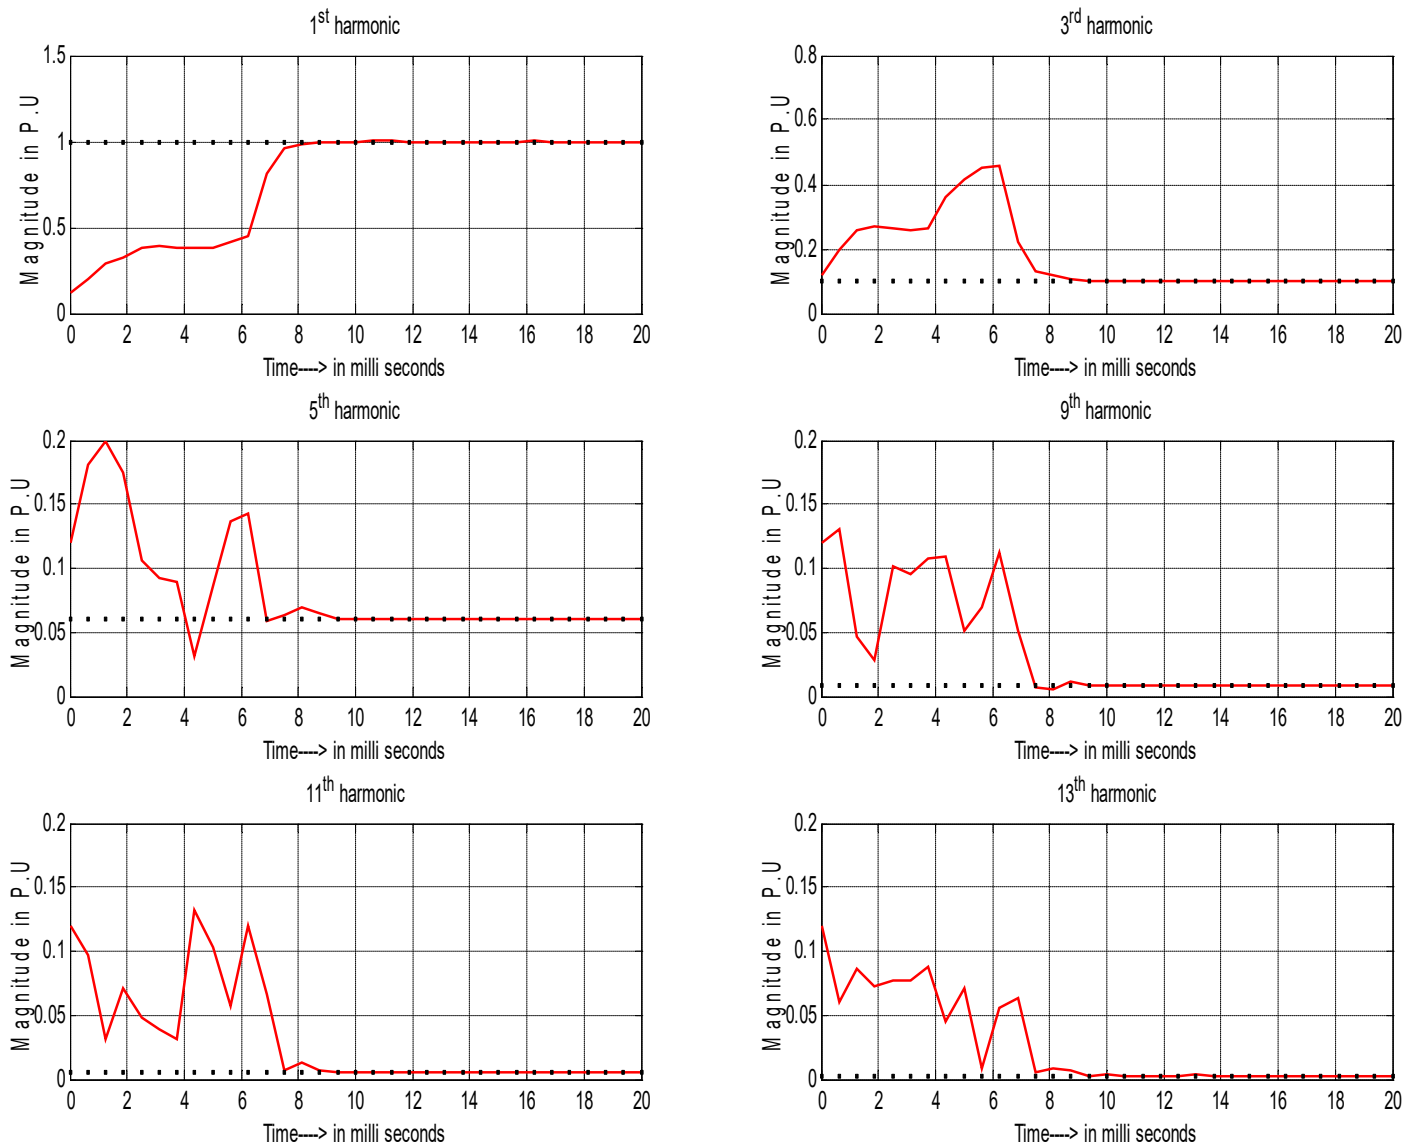 1st harmonic
Magnitude in P.U
1.5
1
0.5
0
0 2 4 6 8 10 12 14 16 18 20
Time----> in milli seconds
3rd harmonic
Magnitude in P.U
0.8
0.6
0.4
0.2
0
0 2 4 6 8 10 12 14 16 18 20
Time----> in milli seconds
5th harmonic
Magnitude in P.U
0.2
0.15
0.1
0.05
0
0 2 4 6 8 10 12 14 16 18 20
Time----> in milli seconds
9th harmonic
Magnitude in P.U
0.2
0.15
0.1
0.05
0
0 2 4 6 8 10 12 14 16 18 20
Time----> in milli seconds
11th harmonic
Magnitude in P.U
0.2
0.15
0.1
0.05
0
0 2 4 6 8 10 12 14 16 18 20
Time----> in milli seconds
13th harmonic
Magnitude in P.U
0.2
0.15
0.1
0.05
0
0 2 4 6 8 10 12 14 16 18 20
Time----> in milli seconds